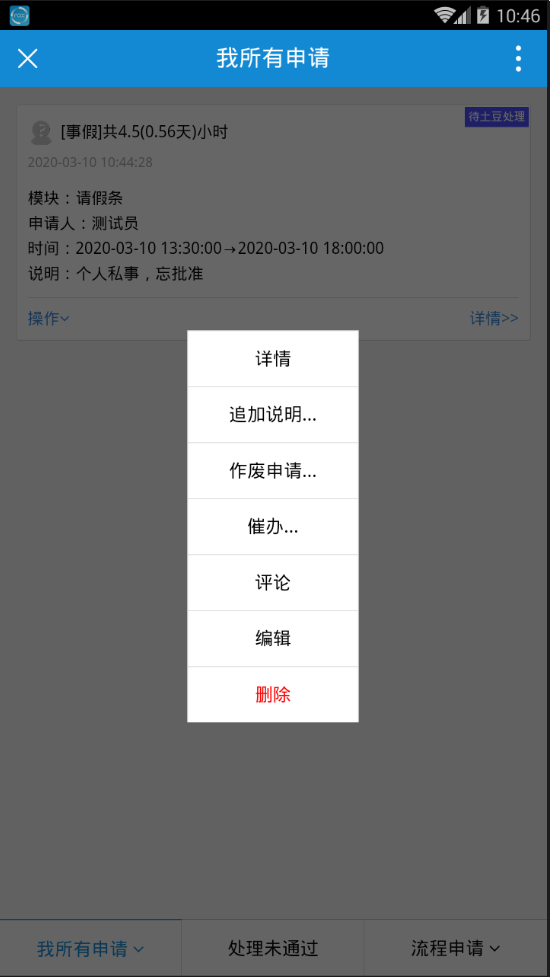 10:46
我所有申请
待土豆处理
[事假]共4.5(0.56天)小时
2020-03-10 10:44:28
模块：请假条
申请人：测试员
时间：2020-03-10 13:30:00→2020-03-10 18:00:00
说明：个人私事，忘批准
操作
详情>>
详情
追加说明...
作废申请...
催办...
评论
编辑
删除
我所有申请
处理未通过
流程申请